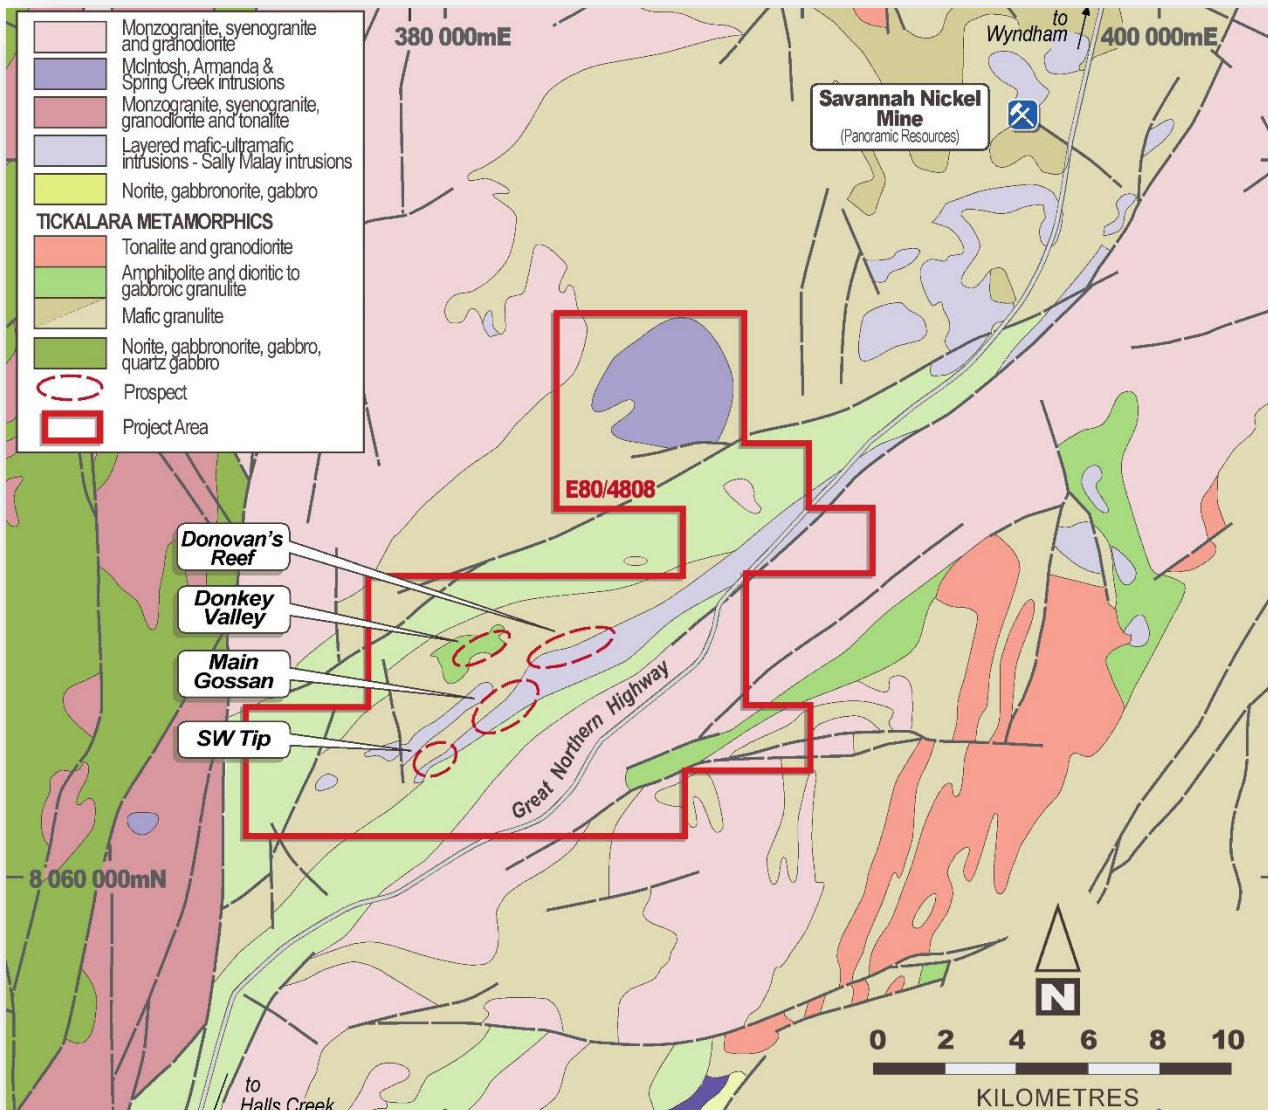 Monzogranite, syenogranite
and granodiorite
McIntosh, Armanda &
Spring Creek intrusions
Monzogranite, syenogranite,
granodiorite and tonalite
Layered mafic-ultramafic
intrusions - Sally Malay intrusions
Norite, gabbronorite, gabbro
TICKALARA METAMORPHICS
Tonalite and granodiorite
Amphibolite and dioritic to
gabbroic granulite
Mafic granulite
Norite, gabbronorite, gabbro,
quartz gabbro
Prospect
Project Area
380 000mE
to
Wyndham
400 000mE
Savannah Nickel
Mine
(Panoramic Resources)
E80/4808
Donovan's
Reef
Donkey
Valley
Main
Gossan
SW Tip
Great Northern Highway
8 060 000mN
to
Halls Creek
N
0 2 4 6 8 10
KILOMETRES